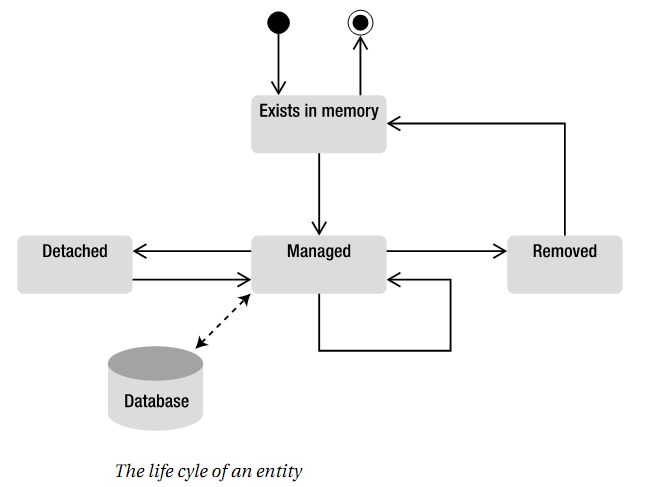 Exists in memory
Detached
Managed
Removed
Database
The life cyle of an entity